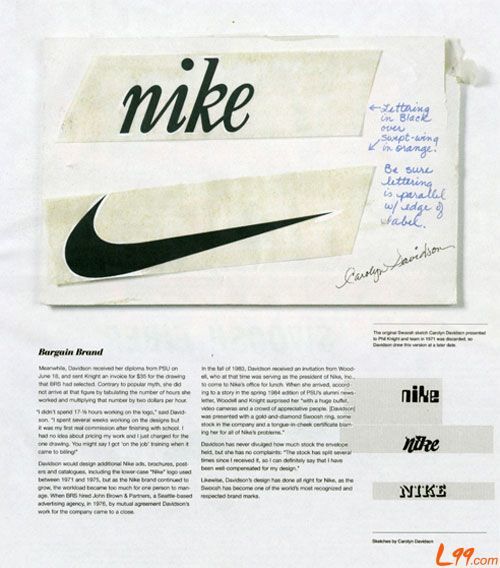 nike
←Lettering
in Black
over
swept-wing
in orange.
Be sure
lettering
is parallel
w/ edge of
label.
Carolyn Davidson
The original Swoosh sketch Carolyn Davidson presented
to Phil Knight and team in 1971 was discarded, so
Davidson drew this version at a later date.
Bargain Brand
Meanwhile, Davidson received her diploma from PSU on
June 18, and sent Knight an invoice for $35 for the drawing
that BRS had selected. Contrary to popular myth, she did
not arrive at that figure by tabulating the number of hours she
worked and multiplying that number by two dollars per hour.
"I didn't spend 17-½ hours working on the logo," said David-
son. "I spent several weeks working on the designs but
it was my first real commission after finishing with school. I
had no idea about pricing my work and I just charged for the
one drawing. You might say I got 'on the job' training when it
came to billing!"
Davidson would design additional Nike ads, brochures, post-
ers and catalogues, including the lower-case "Nike" logo used
between 1971 and 1975, but as the Nike brand continued to
grow, the workload became too much for one person to man-
age. When BRS hired John Brown & Partners, a Seattle-based
advertising agency, in 1976, by mutual agreement Davidson's
work for the company came to a close.
In the fall of 1983, Davidson received an invitation from Wood-
ell, who at that time was serving as the president of Nike, Inc.,
to come to Nike's office for lunch. When she arrived, accord-
ing to a story in the spring 1984 edition of PSU's alumni news-
letter, Woodell and Knight surprised her "with a huge buffet,
video cameras and a crowd of appreciative people. [Davidson]
was presented with a gold-and-diamond Swoosh ring, some
stock in the company and a tongue-in-cheek certificate blam-
ing her for all of Nike's problems."
Davidson has never divulged how much stock the envelope
held, but she has no complaints: "The stock has split several
times since I received it, so I can definitely say that I have
been well-compensated for my design."
Likewise, Davidson's design has done all right for Nike, as the
Swoosh has become one of the world's most recognized and
respected brand marks.
nike
nike
NIKE
Sketches by Carolyn Davidson
L99.com